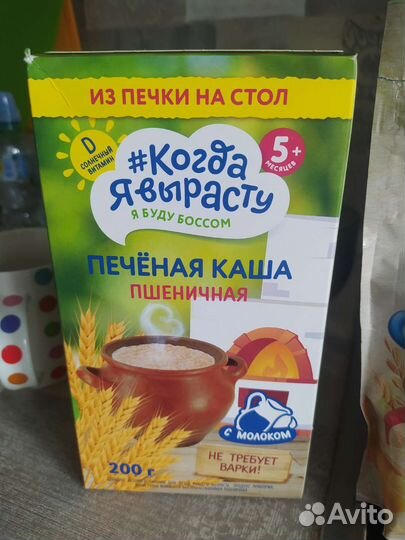 ИЗ ПЕЧКИ НА СТОЛ
D
СОЛНЕЧНЫЙ ВИТАМИН
#Когда
Я вырасту
Я БУДУ БОССОМ
5+
МЕСЯЦЕВ
ПЕЧЁНАЯ КАША
ПШЕНИЧНАЯ
С МОЛОКОМ
НЕ ТРЕБУЕТ
ВАРКИ!
200 г
Avito